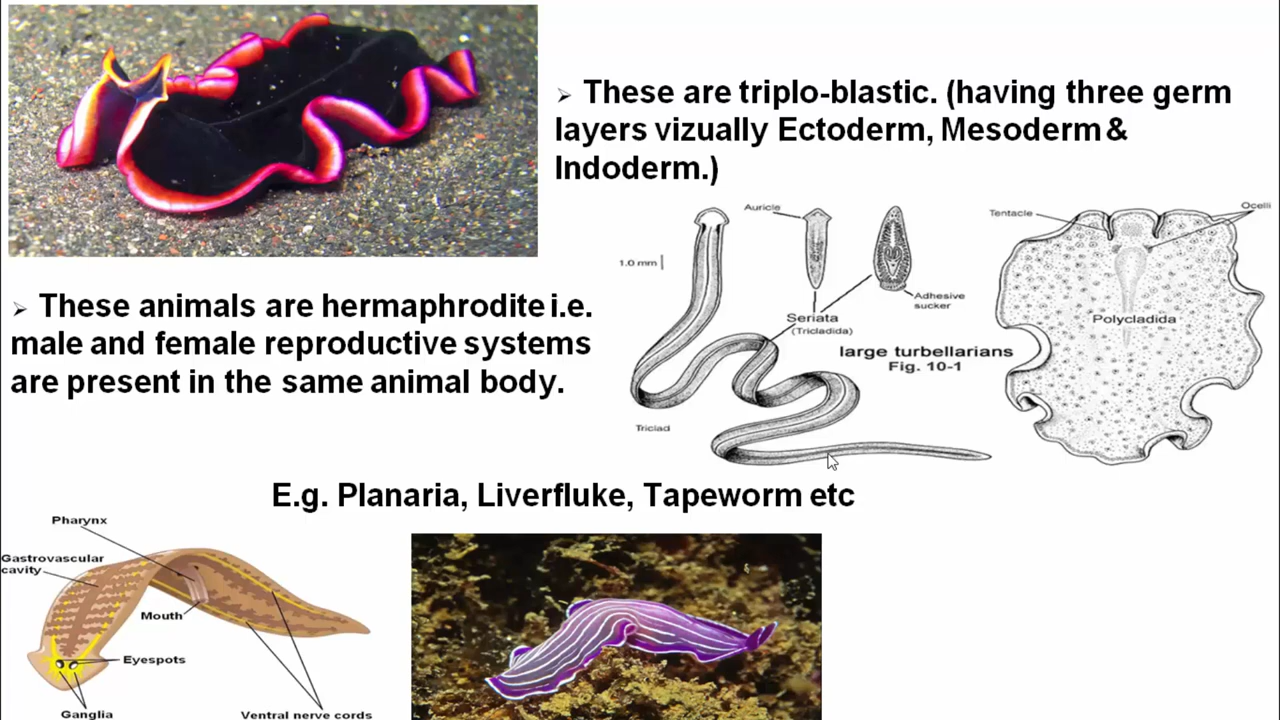 ➢ These are triplo-blastic. (having three germ
layers vizually Ectoderm, Mesoderm &
Indoderm.)
Auricle
1.0 mm
Adhesive
sucker
Seriata
(Tricladida)
large turbellarians
Fig. 10-1
Triclad
Tentacle
Ocelli
Polycladida
➢ These animals are hermaphrodite i.e.
male and female reproductive systems
are present in the same animal body.
E.g. Planaria, Liverfluke, Tapeworm etc
Pharynx
Gastrovascular
cavity
Mouth
Eyespots
Ganglia
Ventral nerve cords